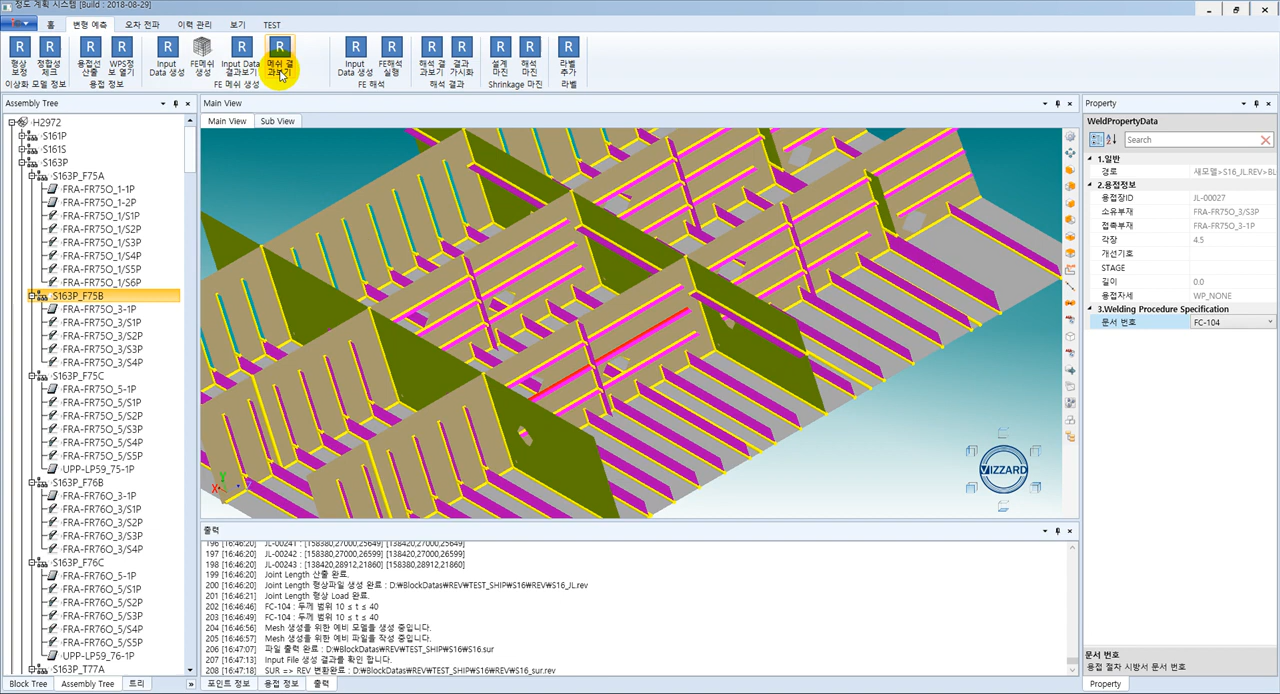 정도 계획 시스템 [Build : 2018-08-29]
홈 변형 예측 오차 전파 이력 관리 보기 TEST
형상 보정 정합성 체크 용접선 산출 WPS정보 열기 Input Data 생성 FE메쉬 생성 Input Data 결과보기 메쉬 결과보기 Input Data 생성 FE해석 실행 해석 결과보기 결과 가시화 설계 마진 해석 마진 라벨 추가
이상화 모델 정보 용접 정보 FE 메쉬 생성 FE 해석 해석 결과 Shrinkage 마진 라벨
Assembly Tree
H2972
S161P
S161S
S163P
S163P_F75A
FRA-FR75O_1-1P
FRA-FR75O_1-2P
FRA-FR75O_1/S1P
FRA-FR75O_1/S2P
FRA-FR75O_1/S3P
FRA-FR75O_1/S4P
FRA-FR75O_1/S5P
FRA-FR75O_1/S6P
S163P_F75B
FRA-FR75O_3-1P
FRA-FR75O_3/S1P
FRA-FR75O_3/S2P
FRA-FR75O_3/S3P
FRA-FR75O_3/S4P
S163P_F75C
FRA-FR75O_5-1P
FRA-FR75O_5/S1P
FRA-FR75O_5/S2P
FRA-FR75O_5/S3P
FRA-FR75O_5/S4P
FRA-FR75O_5/S5P
UPP-LP59_75-1P
S163P_F76B
FRA-FR76O_3-1P
FRA-FR76O_3/S1P
FRA-FR76O_3/S2P
FRA-FR76O_3/S3P
FRA-FR76O_3/S4P
S163P_F76C
FRA-FR76O_5-1P
FRA-FR76O_5/S1P
FRA-FR76O_5/S2P
FRA-FR76O_5/S3P
FRA-FR76O_5/S4P
FRA-FR76O_5/S5P
UPP-LP59_76-1P
S163P_T77A
Block Tree Assembly Tree 트리
Main View
Main View Sub View
VIZZARD
출력
196 [16:46:20] JL-00241 : [158380,27000,25649] [138420,27000,25649]
197 [16:46:20] JL-00242 : [158380,27000,26599] [138420,27000,26599]
198 [16:46:20] JL-00243 : [138420,28912,21860] [158380,28912,21860]
199 [16:46:20] Joint Length 산출 완료.
200 [16:46:20] Joint Length 형상파일 생성 완료 : D:₩BlockDatas₩REV₩TEST_SHIP₩S16₩REV₩S16_JL.rev
201 [16:46:21] Joint Length 형상 Load 완료.
202 [16:46:46] FC-104 : 두께 범위 10 ≤ t ≤ 40
203 [16:46:49] FC-104 : 두께 범위 10 ≤ t ≤ 40
204 [16:46:56] Mesh 생성을 위한 예비 모델을 생성 중입니다.
205 [16:46:57] Mesh 생성을 위한 예비 파일을 작성 중입니다.
206 [16:47:07] 파일 출력 완료 : D:₩BlockDatas₩REV₩TEST_SHIP₩S16₩S16.sur
207 [16:47:13] Input File 생성 결과를 확인 합니다.
208 [16:47:18] SUR => REV 변환완료 : D:₩BlockDatas₩REV₩TEST_SHIP₩S16₩REV₩S16_sur.rev
포인트 정보 용접 정보 출력
Property
WeldPropertyData
Search
1.일반
경로 새모델>S16_JL.REV>BL
2.용접정보
용접장ID JL-00027
소유부재 FRA-FR75O_3/S3P
접촉부재 FRA-FR75O_3-1P
각장 4.5
개선기호
STAGE
길이 0.0
용접자세 WP_NONE
3.Welding Procedure Specification
문서 번호 FC-104
문서 번호
용접 절차 시방서 문서 번호
Property